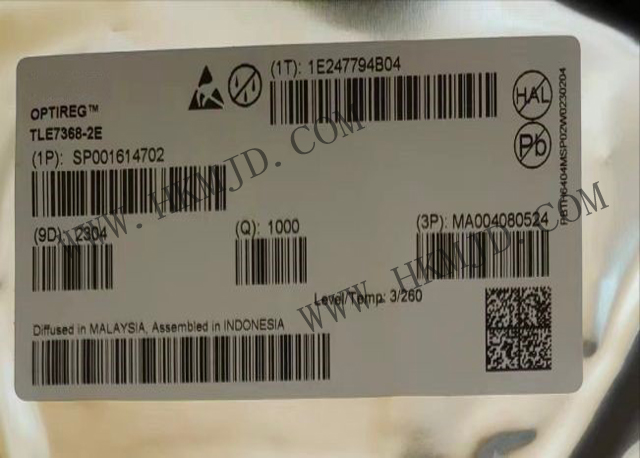 (1T): 1E247794B04
OPTIREG™
TLE7368-2E
(1P): SP001614702
HAL
Pb
(9D): 2304
(Q): 1000
(3P): MA004080524
Level/Temp: 3/260
Diffused in MALAYSIA, Assembled in INDONESIA
WWW.HKMJD.COM
WWW.HKMJD.COM